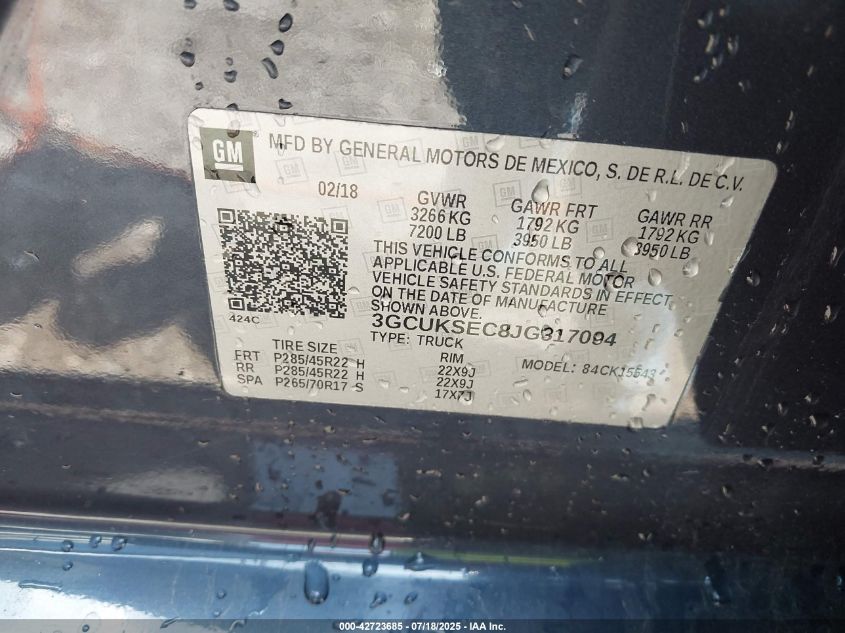 GM
MFD BY GENERAL MOTORS DE MEXICO, S. DE R.L. DE C.V.
02/18
GVWR
3266 KG
7200 LB
GAWR FRT
1792 KG
3950 LB
GAWR RR
1792 KG
3950 LB
THIS VEHICLE CONFORMS TO ALL
APPLICABLE U.S. FEDERAL MOTOR
VEHICLE SAFETY STANDARDS IN EFFECT
ON THE DATE OF MANUFACTURE
SHOWN ABOVE.
424C
3GCUKSEC8JG317094
TYPE: TRUCK
MODEL:
TIRE SIZE RIM
FRT P285/45R22 H 22X9J
RR P285/45R22 H 22X9J
SPA P265/70R17 S 17X7J
000-42723685 - 07/18/2025 - IAA Inc.